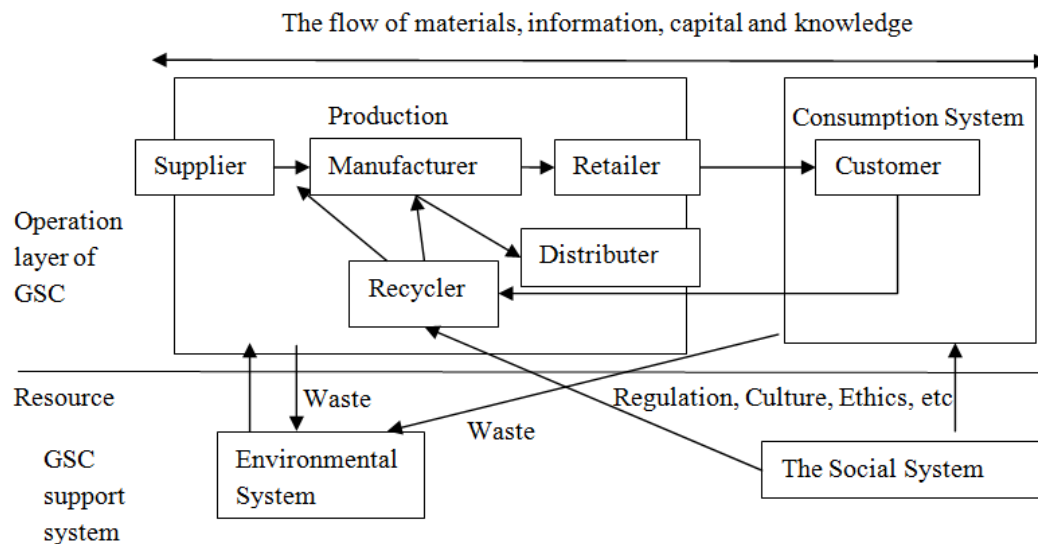 The flow of materials, information, capital and knowledge
Production
Consumption System
Supplier
Manufacturer
Retailer
Customer
Operation
layer of
GSC
Distributer
Recycler
Resource
Waste
Regulation, Culture, Ethics, etc
Waste
GSC
support
system
Environmental
System
The Social System